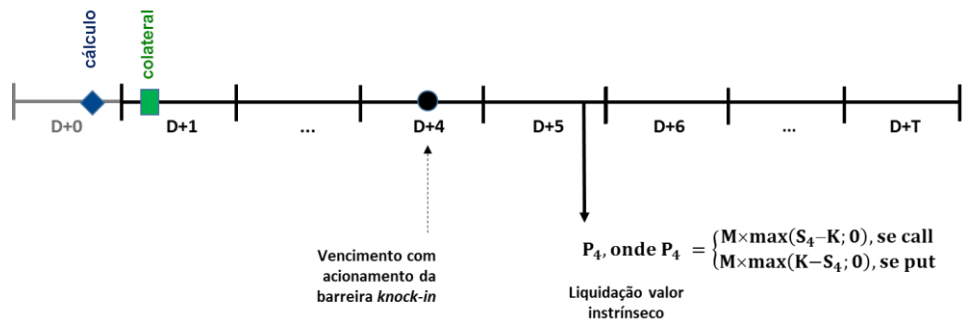 cálculo
colateral
D+0
D+1
...
D+4
D+5
D+6
...
D+T
Vencimento com
acionamento da
barreira knock-in
P₄, onde P₄ = {M×max(S₄−K; 0), se call
M×max(K−S₄; 0), se put
Liquidação valor
instrínseco